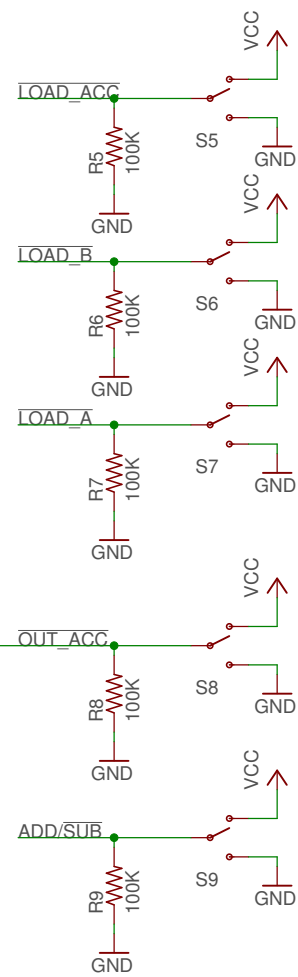 VCC
LOAD_ACC
S5
R5
100K
GND
GND
VCC
LOAD_B
S6
R6
100K
GND
GND
VCC
LOAD_A
S7
R7
100K
GND
GND
VCC
OUT_ACC
S8
R8
100K
GND
GND
VCC
ADD/SUB
S9
R9
100K
GND
GND